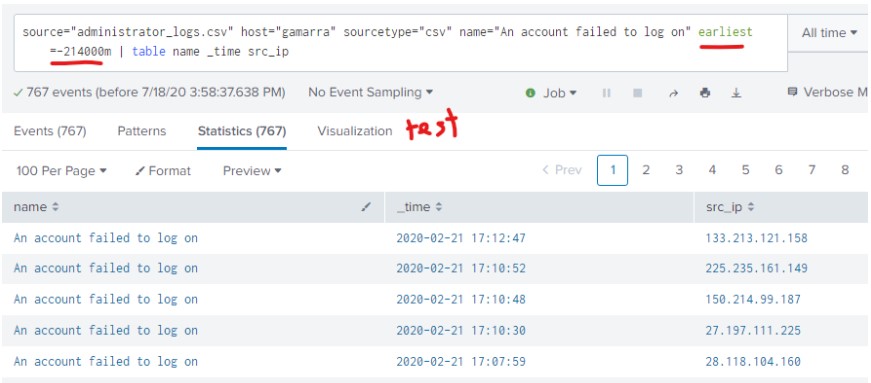 source="administrator_logs.csv" host="gamarra" sourcetype="csv" name="An account failed to log on" earliest
=-214000m | table name _time src_ip
All time
767 events (before 7/18/20 3:58:37.638 PM)
No Event Sampling
Job
Verbose M
Events (767)
Patterns
Statistics (767)
Visualization
test
100 Per Page
Format
Preview
< Prev
1 2 3 4 5 6 7 8
name _time src_ip
An account failed to log on 2020-02-21 17:12:47 133.213.121.158
An account failed to log on 2020-02-21 17:10:52 225.235.161.149
An account failed to log on 2020-02-21 17:10:48 150.214.99.187
An account failed to log on 2020-02-21 17:10:30 27.197.111.225
An account failed to log on 2020-02-21 17:07:59 28.118.104.160